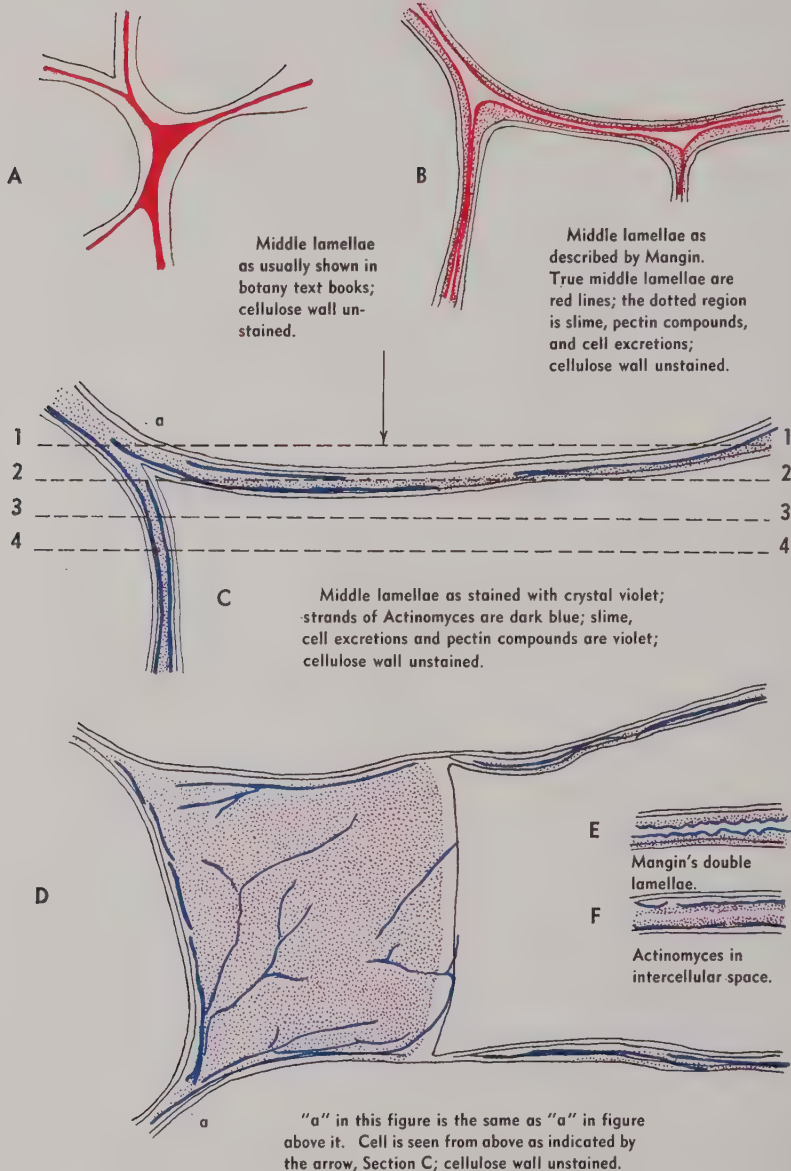 A
B
Middle lamellae
as usually shown in
botany text books;
cellulose wall un-
stained.
Middle lamellae as
described by Mangin.
True middle lamellae are
red lines; the dotted region
is slime, pectin compounds,
and cell excretions;
cellulose wall unstained.
a
1 1
2 2
3 3
4 4
C
Middle lamellae as stained with crystal violet;
strands of Actinomyces are dark blue; slime,
cell excretions and pectin compounds are violet;
cellulose wall unstained.
D
E
Mangin's double
lamellae.
F
Actinomyces in
intercellular space.
a
"a" in this figure is the same as "a" in figure
above it. Cell is seen from above as indicated by
the arrow, Section C; cellulose wall unstained.